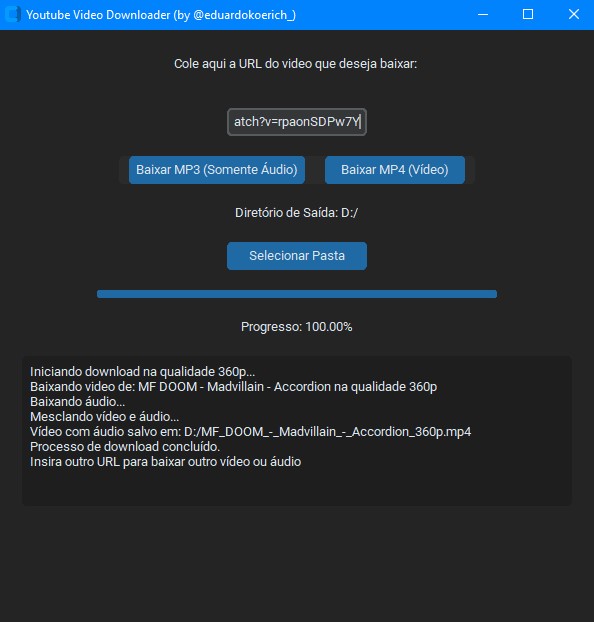 Youtube Video Downloader (by @eduardokoerich_)
Cole aqui a URL do video que deseja baixar:
atch?v=rpaonSDPw7Y
Baixar MP3 (Somente Áudio) Baixar MP4 (Vídeo)
Diretório de Saída: D:/
Selecionar Pasta
Progresso: 100.00%
Iniciando download na qualidade 360p...
Baixando video de: MF DOOM - Madvillain - Accordion na qualidade 360p
Baixando áudio...
Mesclando vídeo e áudio...
Vídeo com áudio salvo em: D:/MF_DOOM_-_Madvillain_-_Accordion_360p.mp4
Processo de download concluído.
Insira outro URL para baixar outro vídeo ou áudio